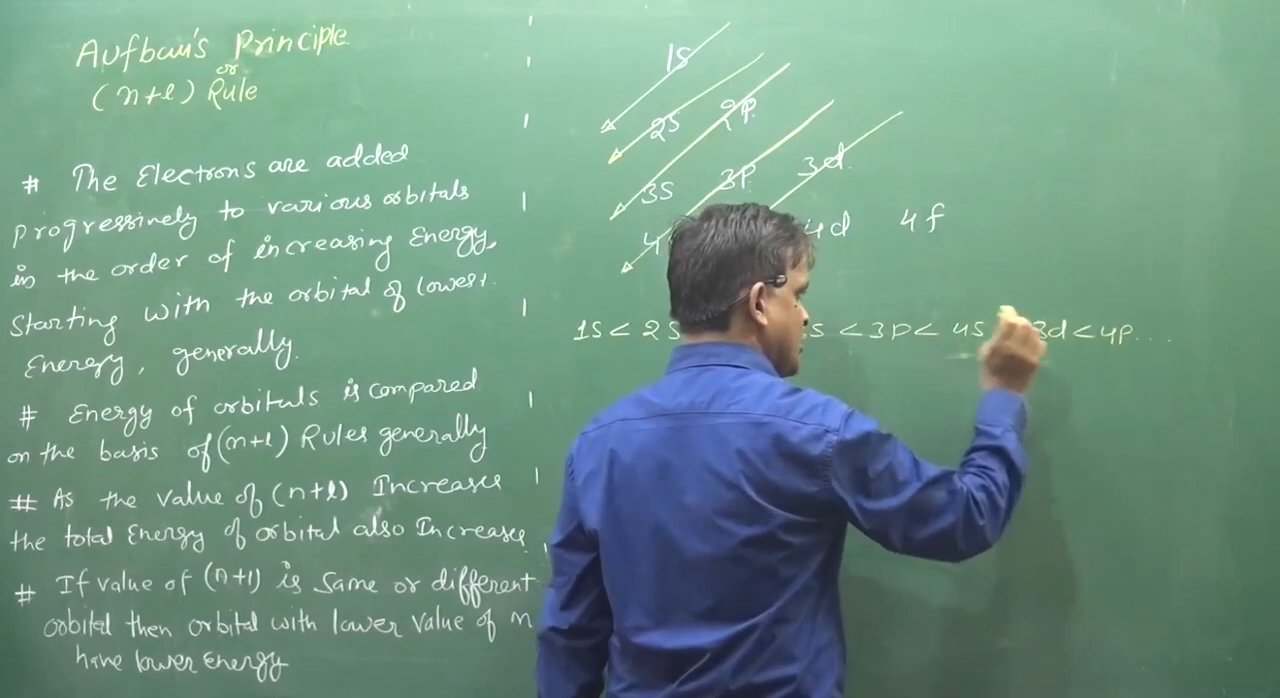 Aufbau's Principle
or
(n+l) Rule
# The Electrons are added
Progressively to various orbitals
in the order of increasing Energy,
Starting with the orbital of lowest.
Energy, generally.
# Energy of orbitals is compared
on the basis of (n+l) Rules generally
# As the value of (n+l) Increases
the total Energy of orbital also Increases
# If value of (n+1) is same or different
orbital then orbital with lower value of n
have lower Energy
1s
2s 2p
3s 3p 3d
4 4d 4f
1s < 2s s < 3p < 4s 3d < 4p....